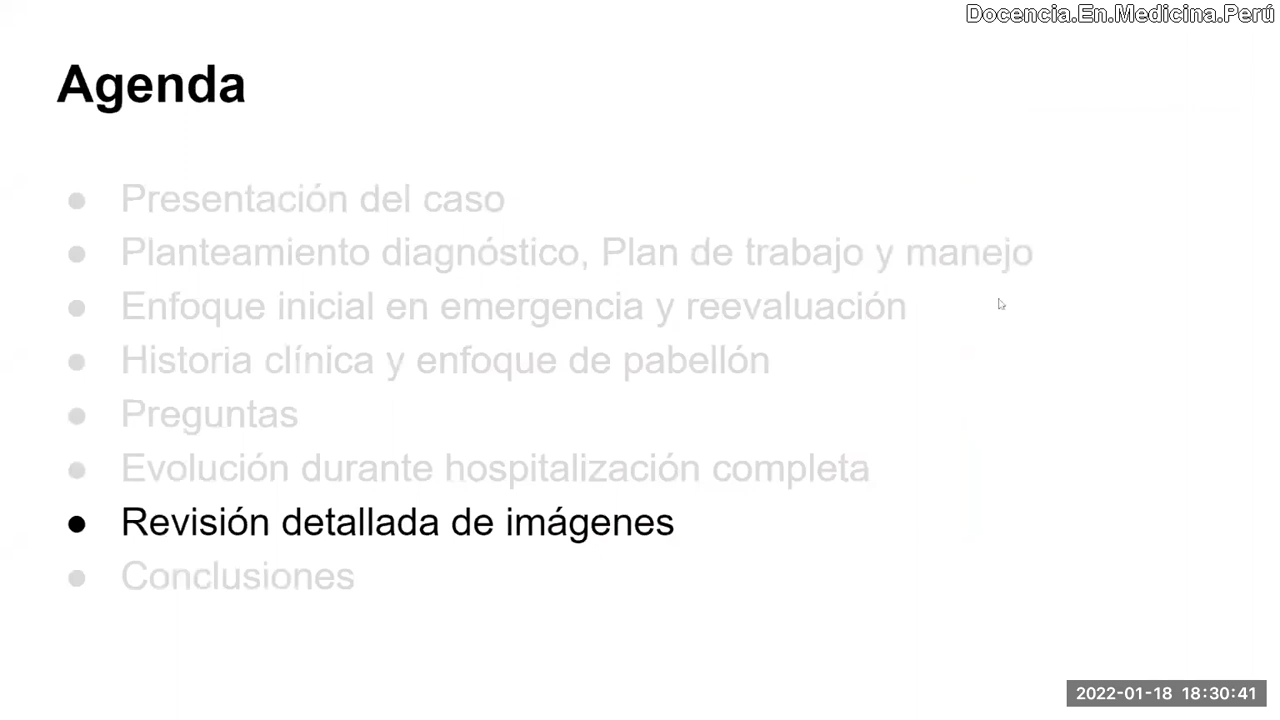 Docencia.En.Medicina.Perú
Agenda
● Presentación del caso
● Planteamiento diagnóstico, Plan de trabajo y manejo
● Enfoque inicial en emergencia y reevaluación
● Historia clínica y enfoque de pabellón
● Preguntas
● Evolución durante hospitalización completa
● Revisión detallada de imágenes
● Conclusiones
2022-01-18 18:30:41